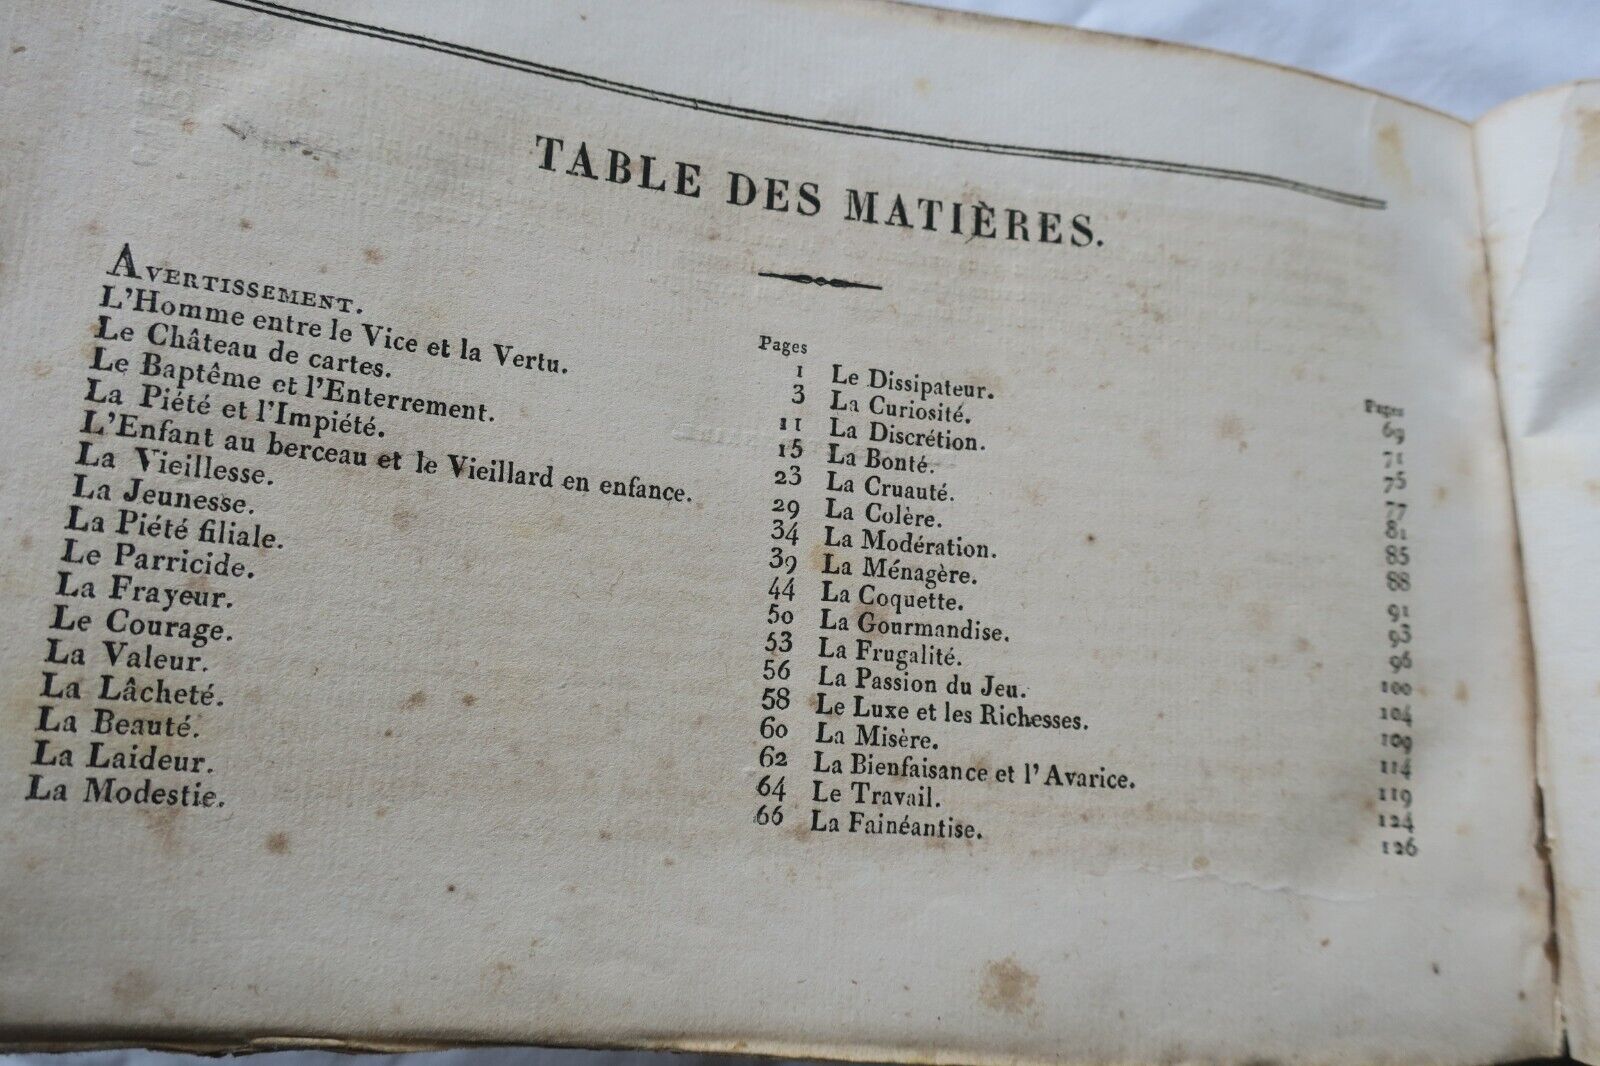 TABLE DES MATIÈRES.
Pages
AVERTISSEMENT. 1
L'Homme entre le Vice et la Vertu. 3
Le Château de cartes. 11
Le Baptême et l'Enterrement. 15
La Piété et l'Impiété. 23
L'Enfant au berceau et le Vieillard en enfance. 29
La Vieillesse. 34
La Jeunesse. 39
La Piété filiale. 44
Le Parricide. 50
La Frayeur. 53
Le Courage. 56
La Valeur. 58
La Lâcheté. 60
La Beauté. 62
La Laideur. 64
La Modestie. 66
Pages
Le Dissipateur. 69
La Curiosité. 71
La Discrétion. 75
La Bonté. 77
La Cruauté. 81
La Colère. 85
La Modération. 88
La Ménagère. 91
La Coquette. 93
La Gourmandise. 96
La Frugalité. 100
La Passion du Jeu. 104
Le Luxe et les Richesses. 109
La Misère. 114
La Bienfaisance et l'Avarice. 119
Le Travail. 124
La Fainéantise. 126